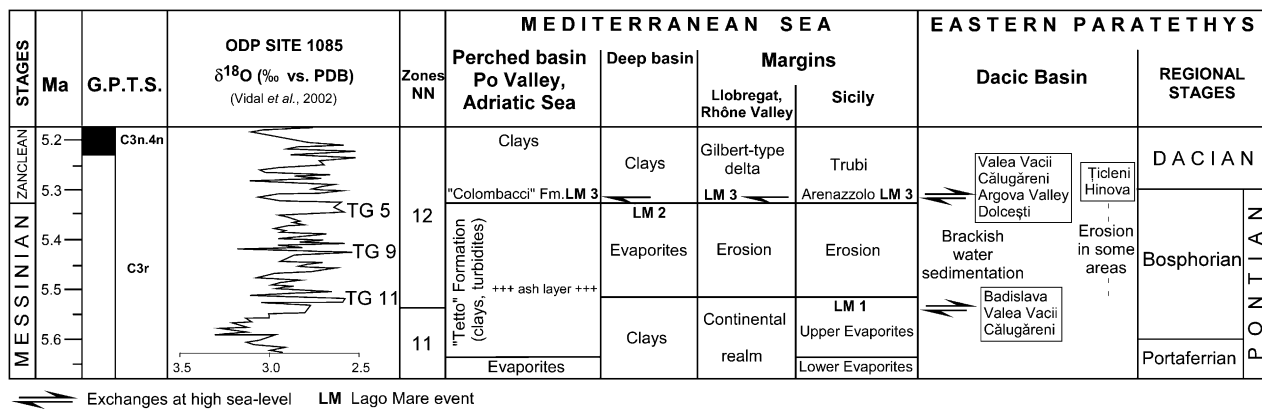 STAGES
Ma
G.P.T.S.
ODP SITE 1085
δ18O (‰ vs. PDB)
(Vidal et al., 2002)
Zones
NN
MEDITERRANEAN SEA
Perched basin
Po Valley,
Adriatic Sea
Deep basin
Margins
Llobregat,
Rhône Valley
Sicily
EASTERN PARATETHYS
Dacic Basin
REGIONAL
STAGES
ZANCLEAN
MESSINIAN
5.2
5.3
5.4
5.5
5.6
C3n.4n
C3r
TG 5
TG 9
TG 11
3.5
3.0
2.5
12
11
Clays
"Colombacci" Fm. LM 3
"Tetto" Formation
(clays, turbidites)
+++ ash layer +++
Evaporites
Clays
LM 2
Evaporites
Clays
Gilbert-type
delta
LM 3
Erosion
Continental
realm
Trubi
Arenazzolo LM 3
Erosion
LM 1
Upper Evaporites
Lower Evaporites
Valea Vacii
Călugăreni
Argova Valley
Dolcești
Brackish
water
sedimentation
Badislava
Valea Vacii
Călugăreni
Țicleni
Hinova
Erosion
in some
areas
DACIAN
Bosphorian
Portaferrian
PONTIAN
Exchanges at high sea-level
LM Lago Mare event